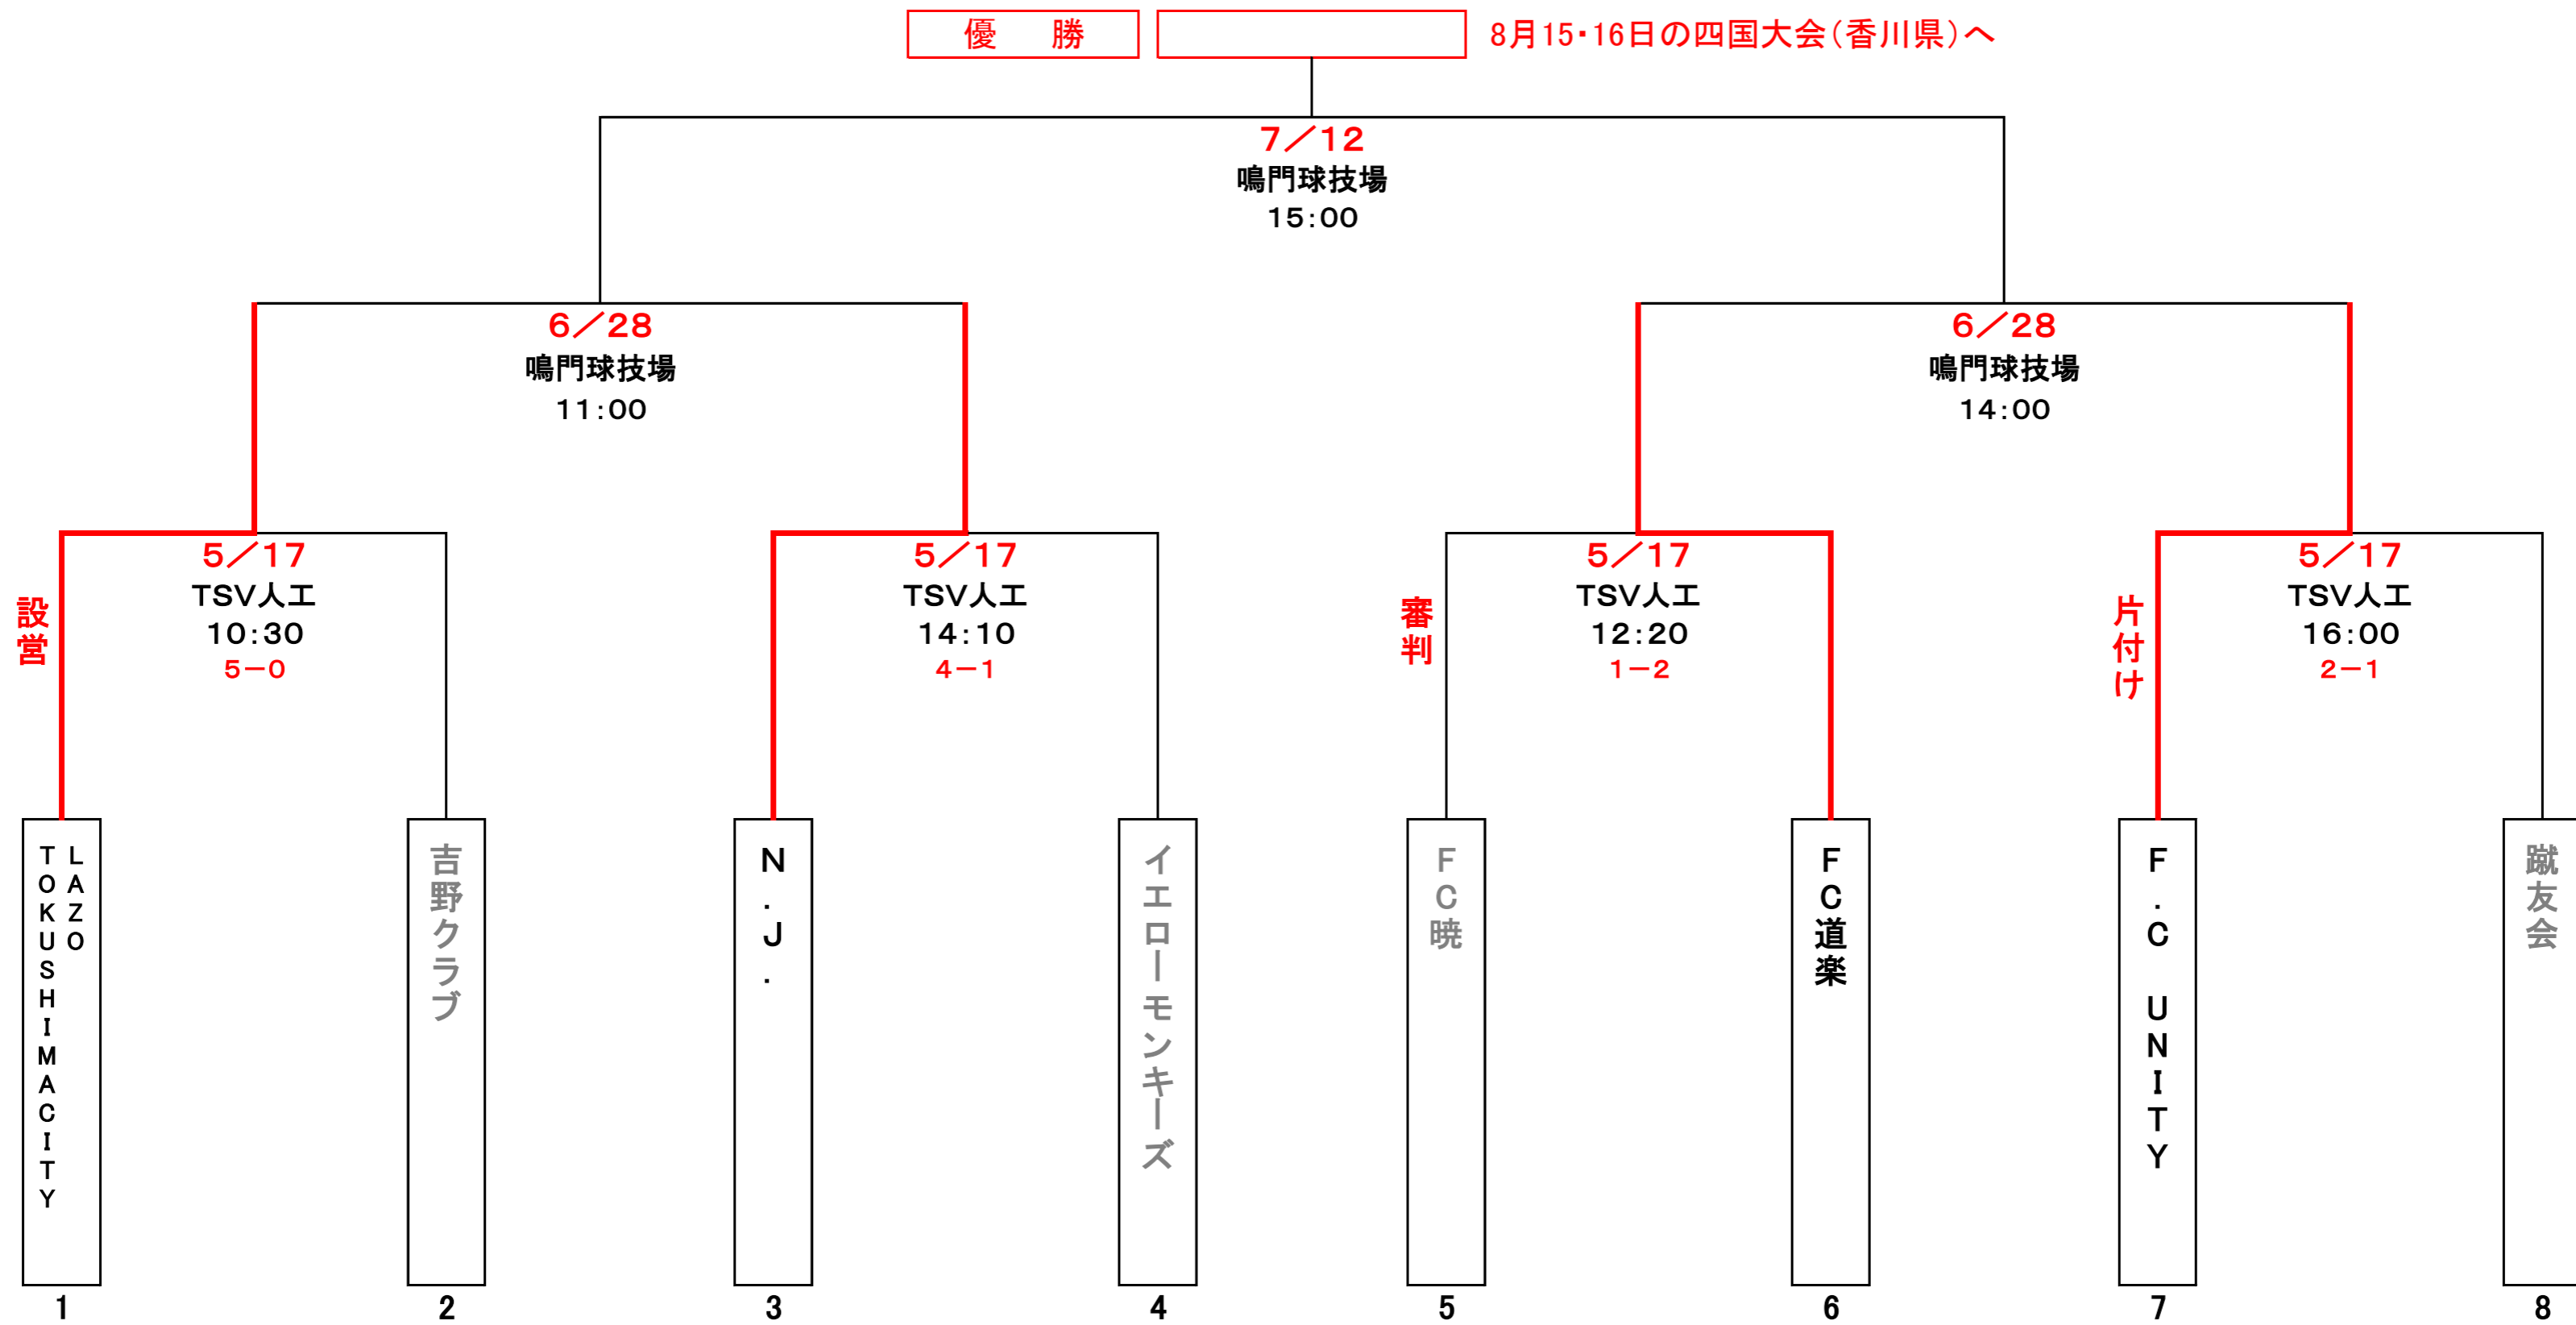 優　勝
8月15・16日の四国大会(香川県)へ
7／12
鳴門球技場
15:00
6／28
鳴門球技場
11:00
6／28
鳴門球技場
14:00
設営
5／17
TSV人工
10:30
5－0
5／17
TSV人工
14:10
4－1
審判
5／17
TSV人工
12:20
1－2
片付け
5／17
TSV人工
16:00
2－1
LAZO
TOKUSHIMACITY
吉野クラブ
N.J.
イエローモンキーズ
FC暁
FC道楽
F.C　UNITY
蹴友会
1
2
3
4
5
6
7
8